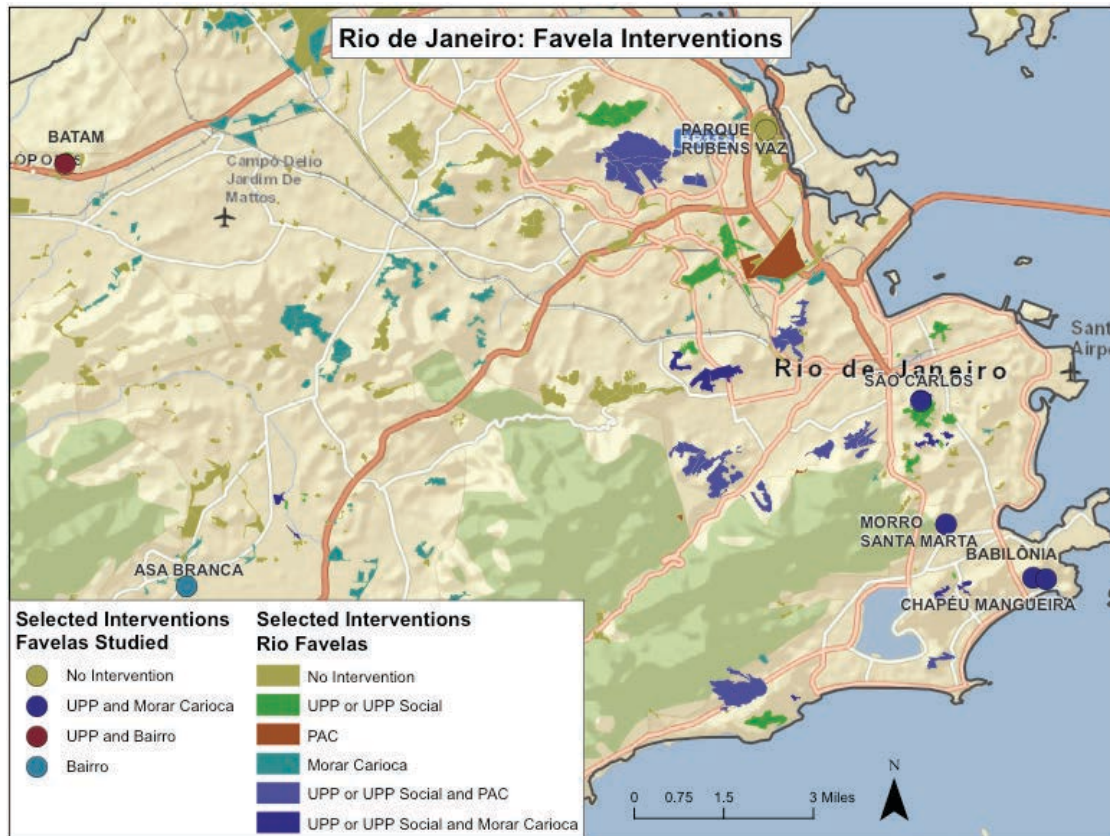 Rio de Janeiro: Favela Interventions
BATAM
Campo Delio
Jardim De
Mattos
PARQUE
RUBENS VAZ
Rio de Janeiro
SÃO CARLOS
Sant
Airpo
MORRO
SANTA MARTA
BABILÔNIA
CHAPÉU MANGUEIRA
ASA BRANCA
Selected Interventions
Favelas Studied
No Intervention
UPP and Morar Carioca
UPP and Bairro
Bairro
Selected Interventions
Rio Favelas
No Intervention
UPP or UPP Social
PAC
Morar Carioca
UPP or UPP Social and PAC
UPP or UPP Social and Morar Carioca
N
0 0.75 1.5 3 Miles